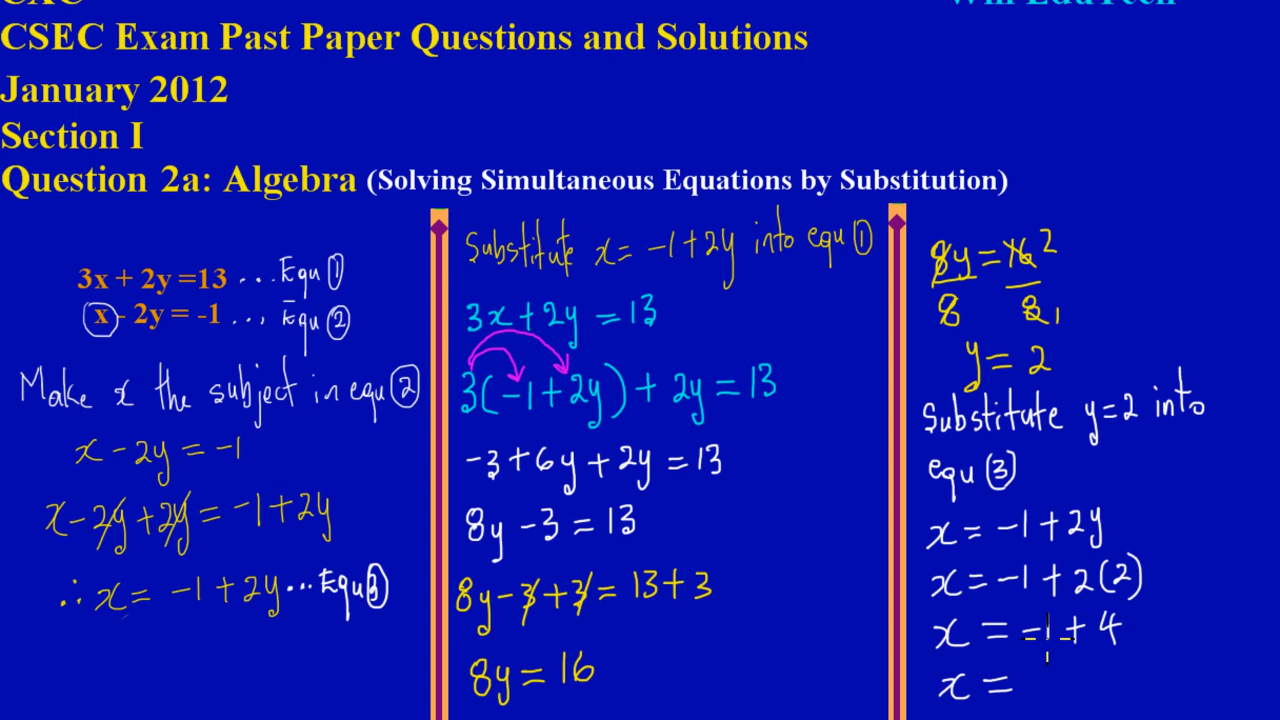 CXC Win EduTech
CSEC Exam Past Paper Questions and Solutions
January 2012
Section I
Question 2a: Algebra (Solving Simultaneous Equations by Substitution)
3x + 2y =13 ... Equ ①
x - 2y = -1 ... Equ ②
Make x the subject in equ ②
x - 2y = -1
x - 2y + 2y = -1 + 2y
∴ x = -1 + 2y ... Equ ③
Substitute x = -1 + 2y into equ ①
3x + 2y = 13
3(-1 + 2y) + 2y = 13
-3 + 6y + 2y = 13
8y - 3 = 13
8y - 3 + 3 = 13 + 3
8y = 16
8y = 16 2
8 8 1
y = 2
Substitute y = 2 into
equ ③
x = -1 + 2y
x = -1 + 2(2)
x = -1 + 4
x =